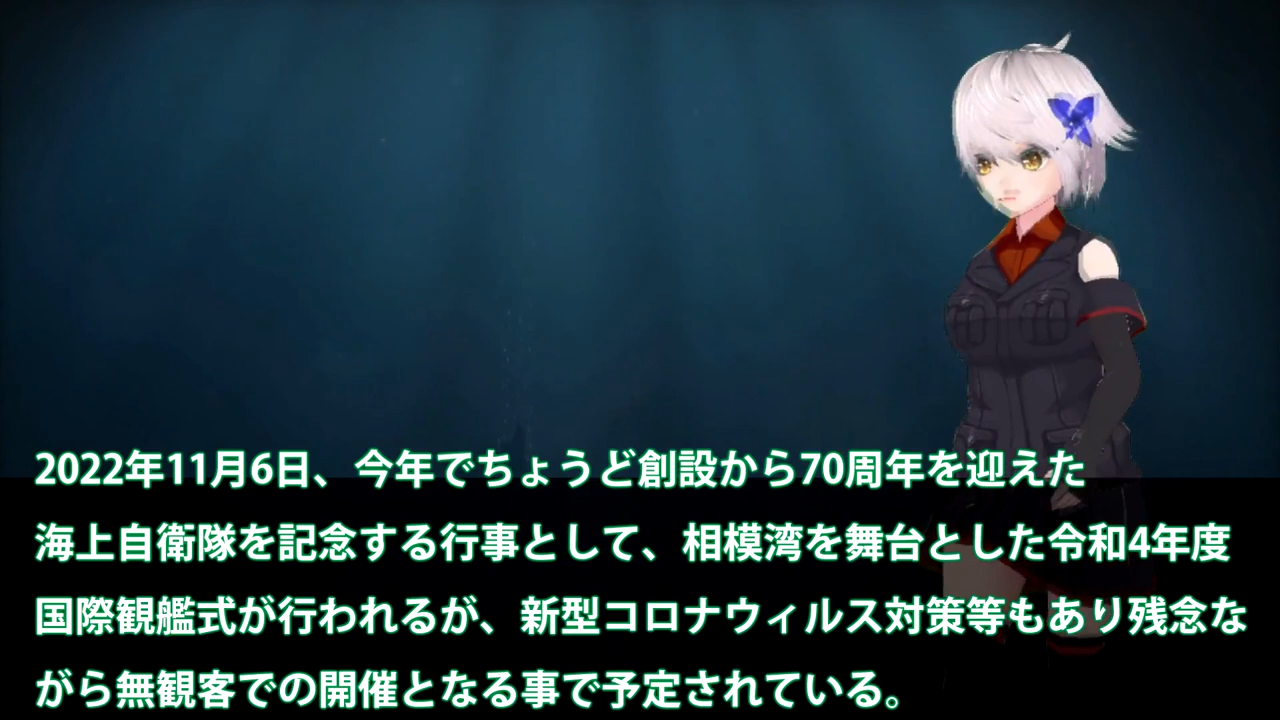 2022年11月6日、今年でちょうど創設から70周年を迎えた
海上自衛隊を記念する行事として、相模湾を舞台とした令和4年度
国際観艦式が行われるが、新型コロナウィルス対策等もあり残念な
がら無観客での開催となる事で予定されている。